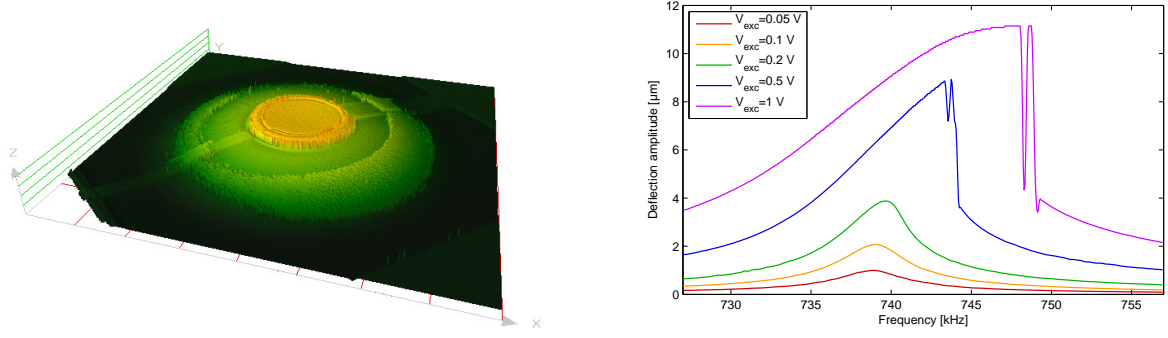 Y
Z
X
12
10
8
6
4
2
0
Deflection amplitude [µm]
V_exc=0.05 V
V_exc=0.1 V
V_exc=0.2 V
V_exc=0.5 V
V_exc=1 V
730 735 740 745 750 755
Frequency [kHz]